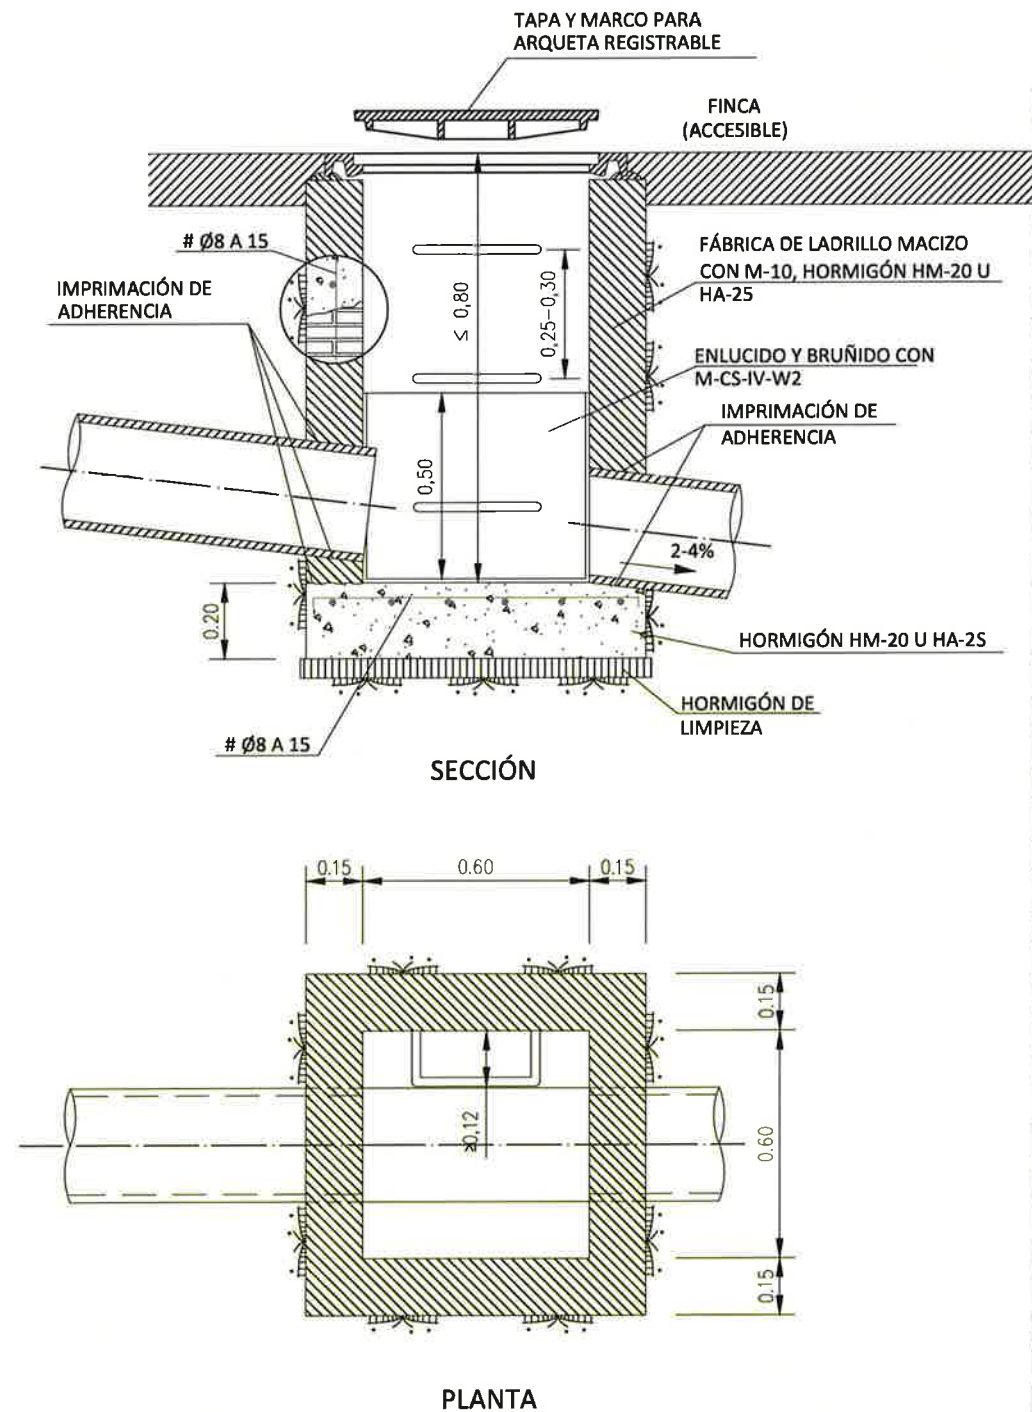 TAPA Y MARCO PARA
ARQUETA REGISTRABLE
FINCA
(ACCESIBLE)
# Ø8 A 15
IMPRIMACIÓN DE
ADHERENCIA
≤ 0,80
0,25-0,30
FÁBRICA DE LADRILLO MACIZO
CON M-10, HORMIGÓN HM-20 U
HA-25
ENLUCIDO Y BRUÑIDO CON
M-CS-IV-W2
IMPRIMACIÓN DE
ADHERENCIA
0,50
2-4%
0.20
HORMIGÓN HM-20 U HA-2S
HORMIGÓN DE
LIMPIEZA
# Ø8 A 15
SECCIÓN
0.15
0.60
0.15
0.15
≥0,12
0.60
0.15
PLANTA